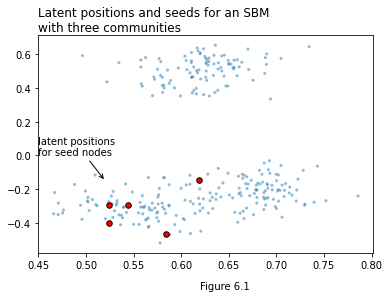 Latent positions and seeds for an SBM
with three communities
0.6
0.4
0.2
0.0
−0.2
−0.4
latent positions
for seed nodes
0.45 0.50 0.55 0.60 0.65 0.70 0.75 0.80
Figure 6.1